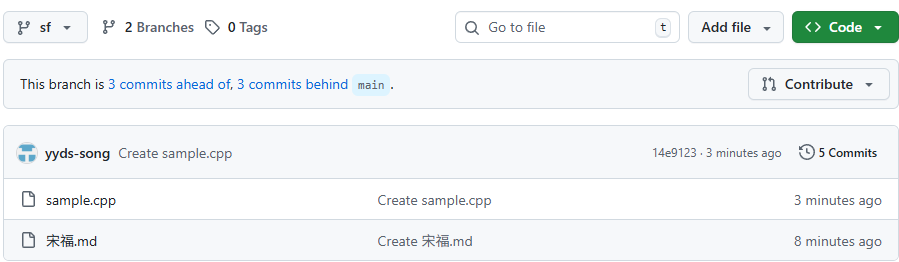 sf 2 Branches 0 Tags Go to file t Add file Code
This branch is 3 commits ahead of, 3 commits behind main .
Contribute
yyds-song Create sample.cpp 14e9123 · 3 minutes ago 5 Commits
sample.cpp Create sample.cpp 3 minutes ago
宋福.md Create 宋福.md 8 minutes ago